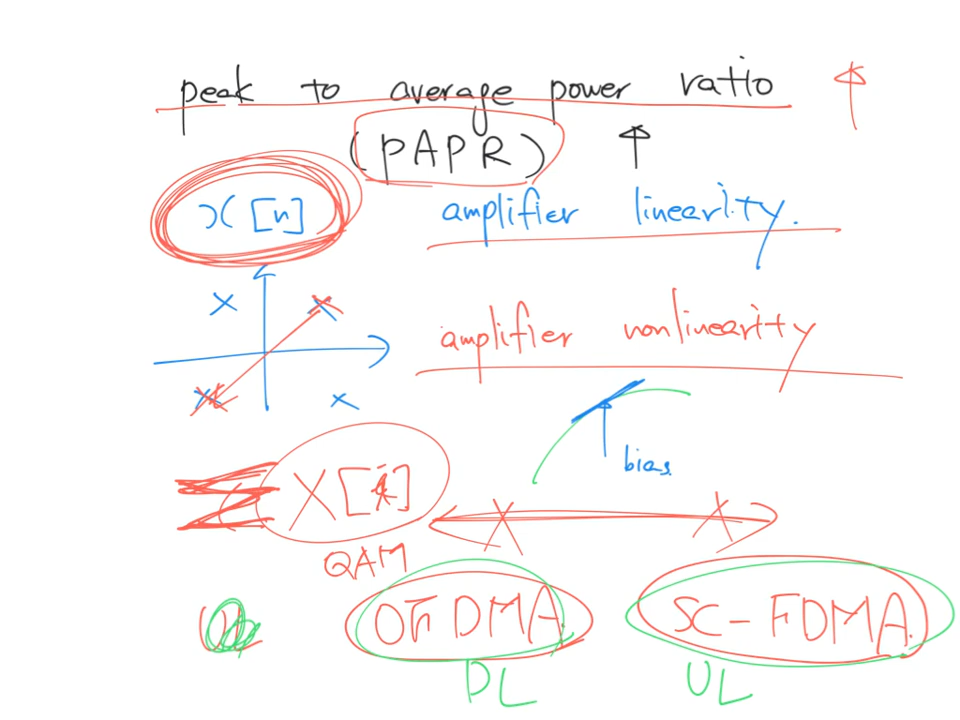 peak to average power ratio ↑
(PAPR) ↑
x[n] amplifier linearity.
amplifier nonlinearity
bias
X[k]
QAM
OFDMA SC-FDMA
DL UL